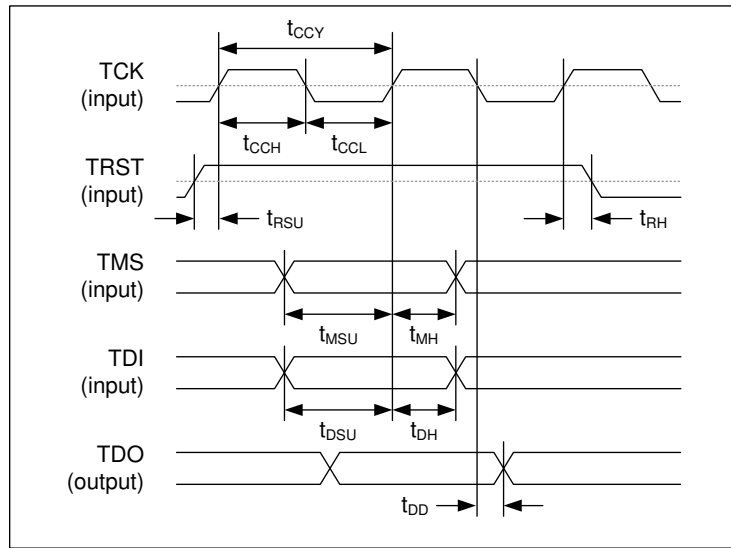 tCCY
TCK
(input)
tCCH
tCCL
TRST
(input)
tRSU
tRH
TMS
(input)
tMSU
tMH
TDI
(input)
tDSU
tDH
TDO
(output)
tDD